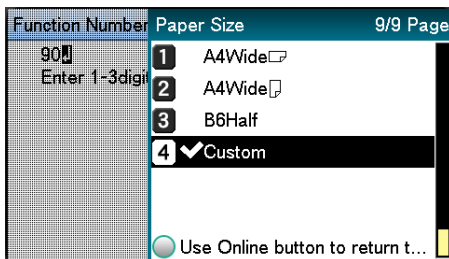 Function Number
90
Enter 1-3digi
Paper Size 9/9 Page
1 A4Wide
2 A4Wide
3 B6Half
4 Custom
Use Online button to return t...